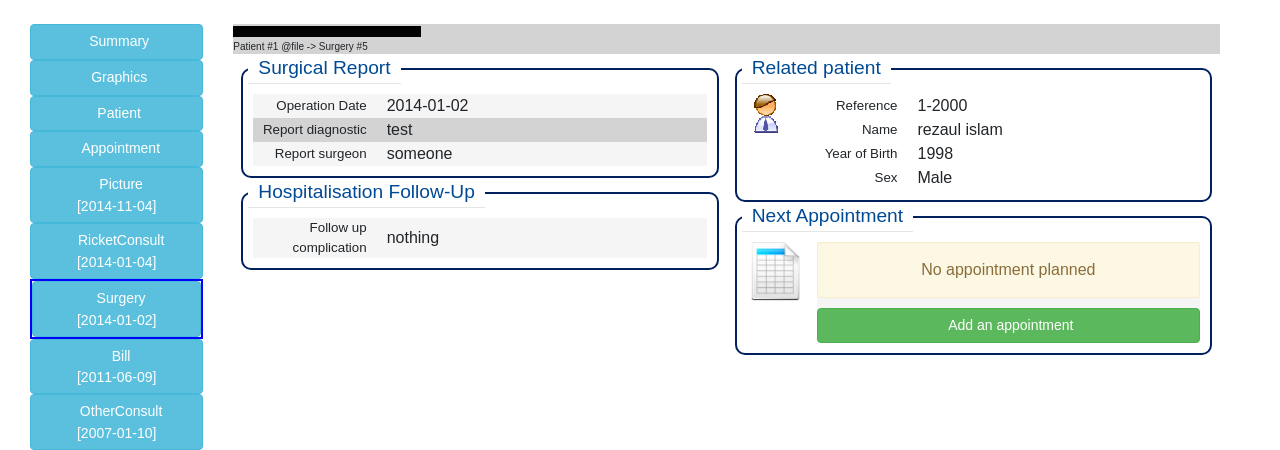 Summary
Graphics
Patient
Appointment
Picture
[2014-11-04]
RicketConsult
[2014-01-04]
Surgery
[2014-01-02]
Bill
[2011-06-09]
OtherConsult
[2007-01-10]
Patient #1 @file -> Surgery #5
Surgical Report
Operation Date 2014-01-02
Report diagnostic test
Report surgeon someone
Hospitalisation Follow-Up
Follow up
complication nothing
Related patient
Reference 1-2000
Name rezaul islam
Year of Birth 1998
Sex Male
Next Appointment
No appointment planned
Add an appointment